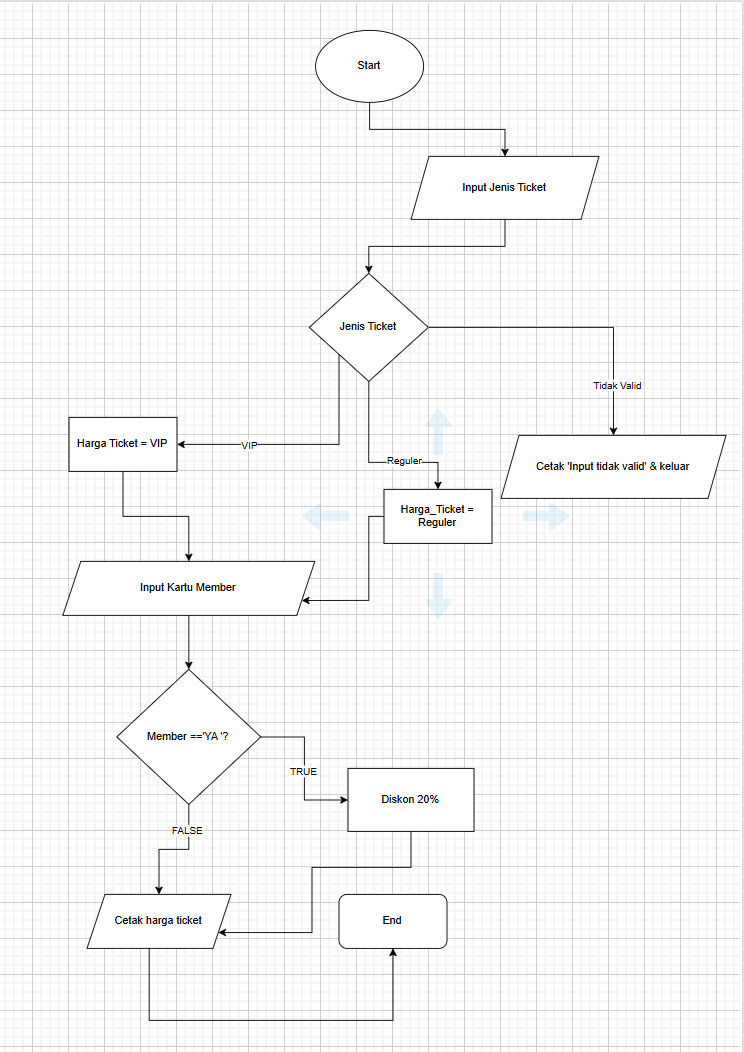 Start
Input Jenis Ticket
Jenis Ticket
Tidak Valid
Harga Ticket = VIP
VIP
Reguler
Cetak 'Input tidak valid' & keluar
Harga_Ticket =
Reguler
Input Kartu Member
Member =='YA '?
TRUE
Diskon 20%
FALSE
Cetak harga ticket
End